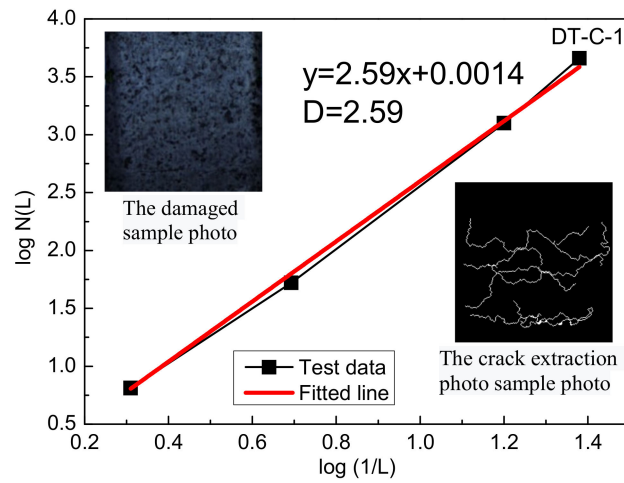 DT-C-1
y=2.59x+0.0014
D=2.59
The damaged
sample photo
The crack extraction
photo sample photo
Test data
Fitted line
log N(L)
4.0
3.5
3.0
2.5
2.0
1.5
1.0
0.5
0.2
0.4
0.6
0.8
1.0
1.2
1.4
log (1/L)